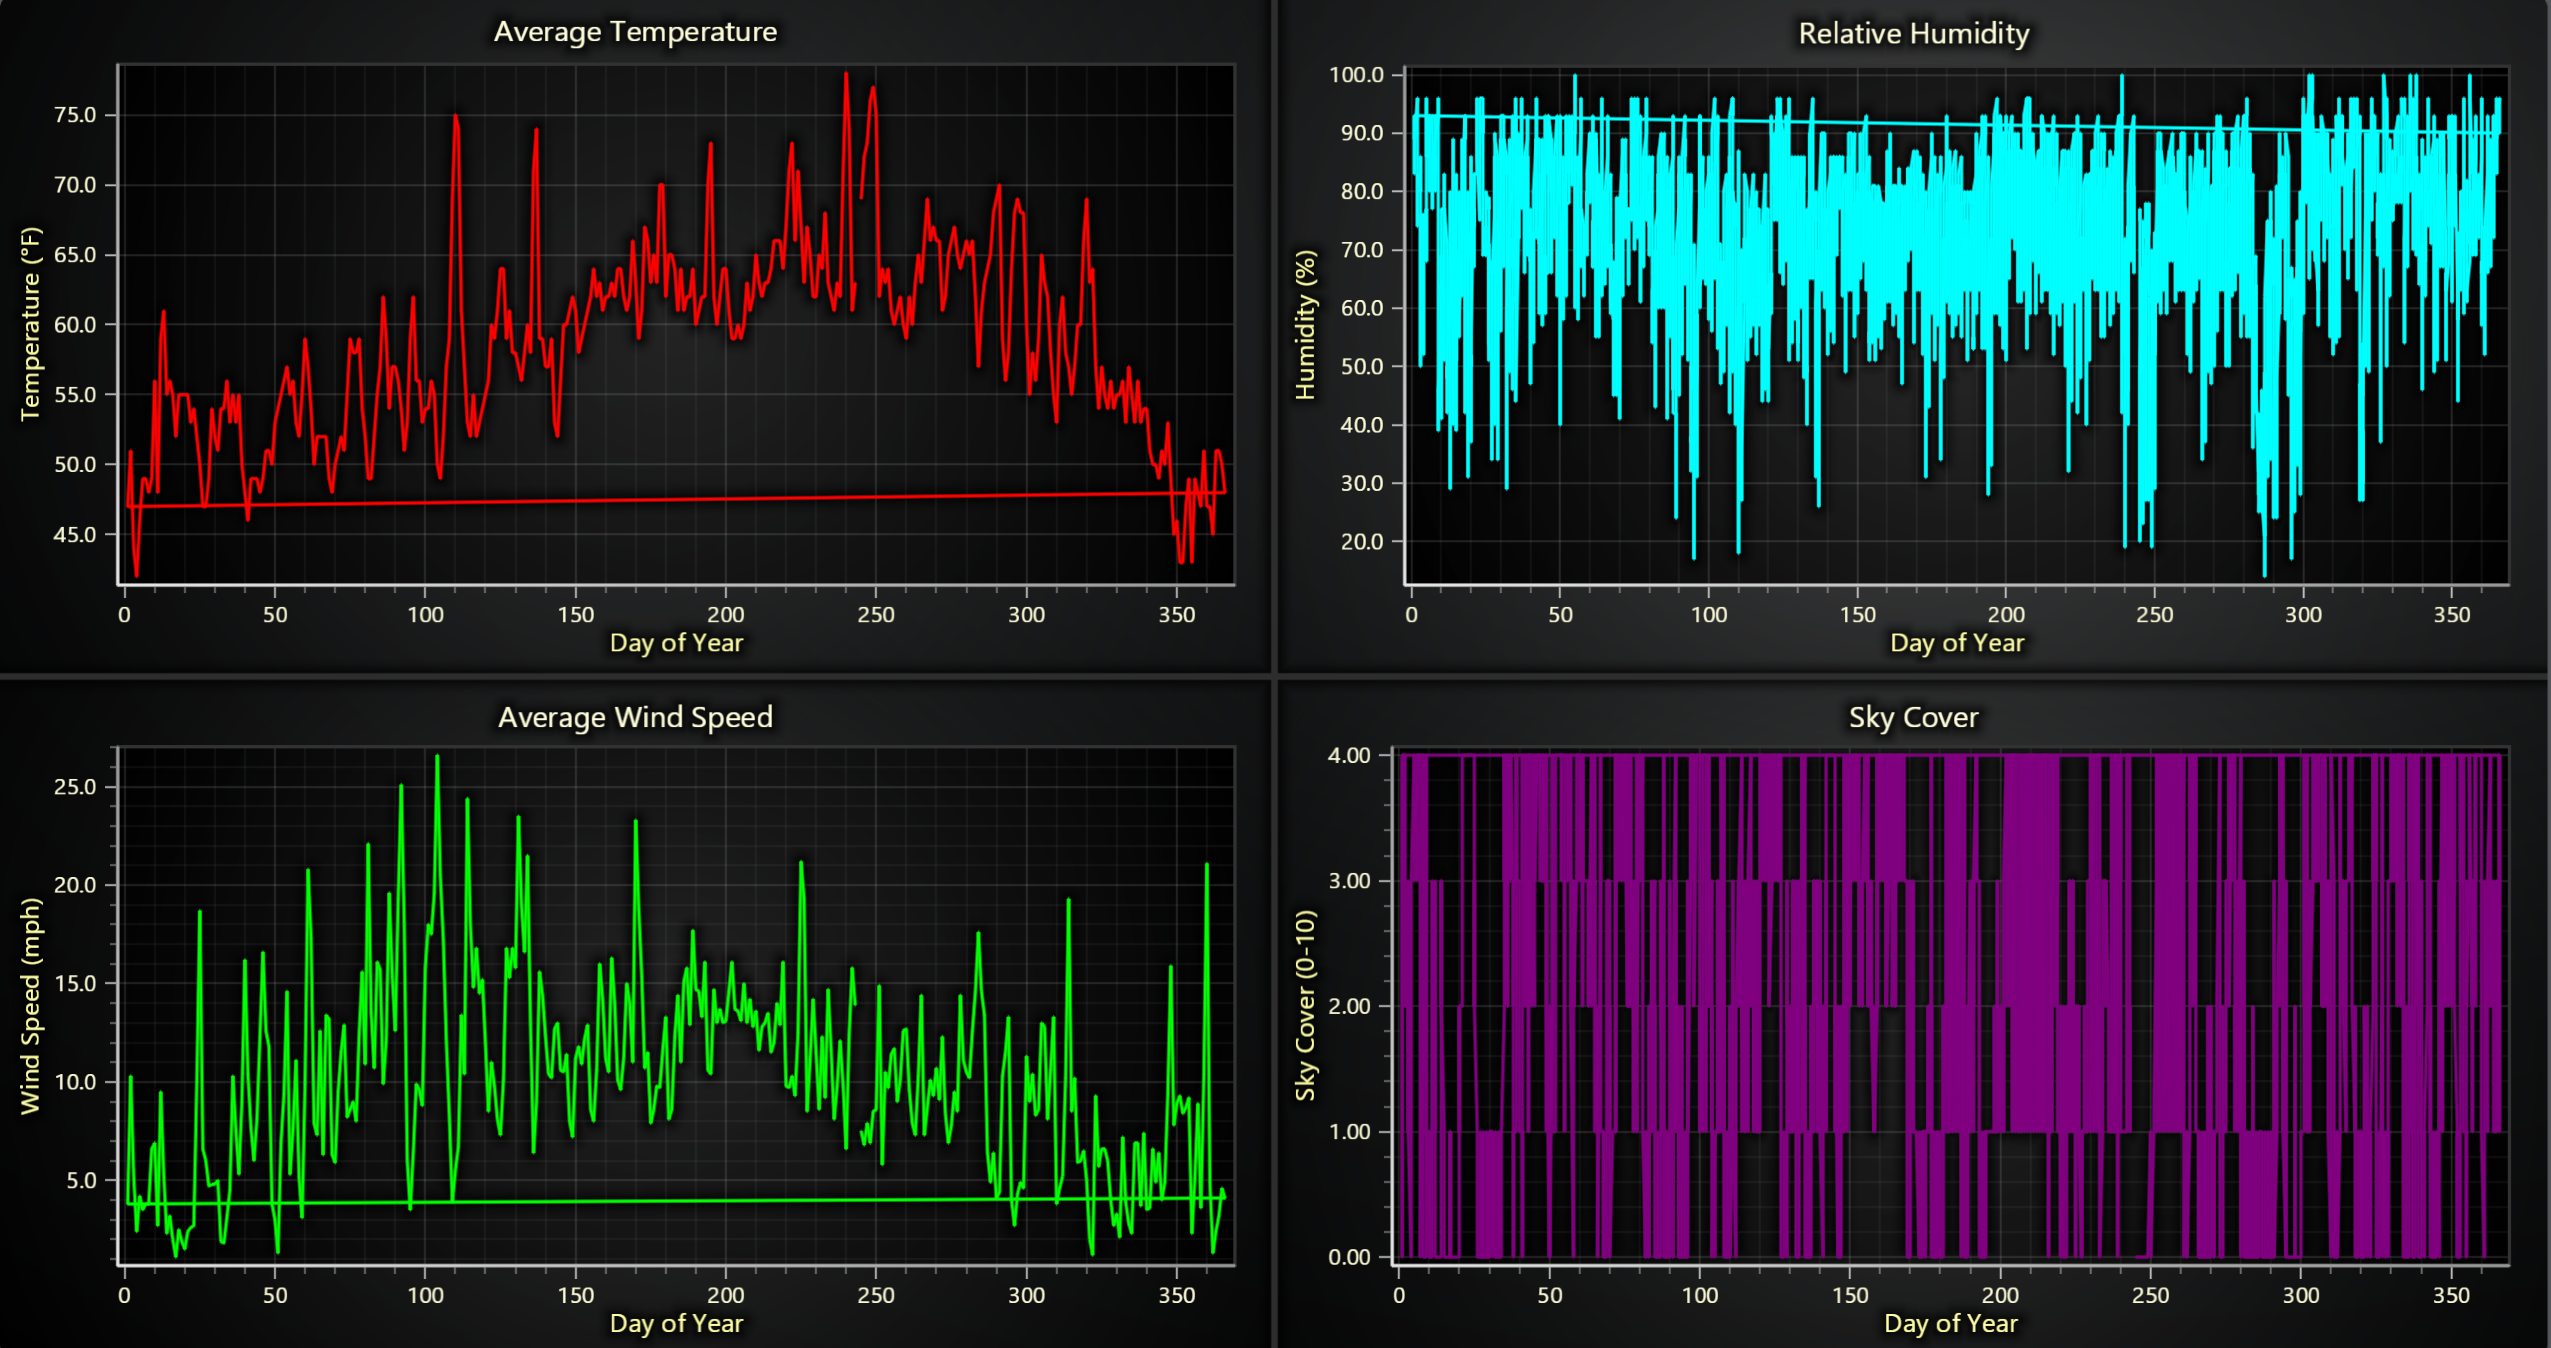 Average Temperature
75.0
70.0
65.0
60.0
55.0
50.0
45.0
Temperature (°F)
0 50 100 150 200 250 300 350
Day of Year
Relative Humidity
100.0
90.0
80.0
70.0
60.0
50.0
40.0
30.0
20.0
Humidity (%)
0 50 100 150 200 250 300 350
Day of Year
Average Wind Speed
25.0
20.0
15.0
10.0
5.0
Wind Speed (mph)
0 50 100 150 200 250 300 350
Day of Year
Sky Cover
4.00
3.00
2.00
1.00
0.00
Sky Cover (0-10)
0 50 100 150 200 250 300 350
Day of Year